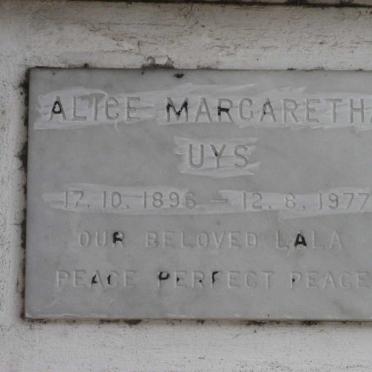 ALICE MARGARETHA
UYS
17. 10. 1896 – 12. 8. 1977
OUR BELOVED LALA
PEACE PERFECT PEACE